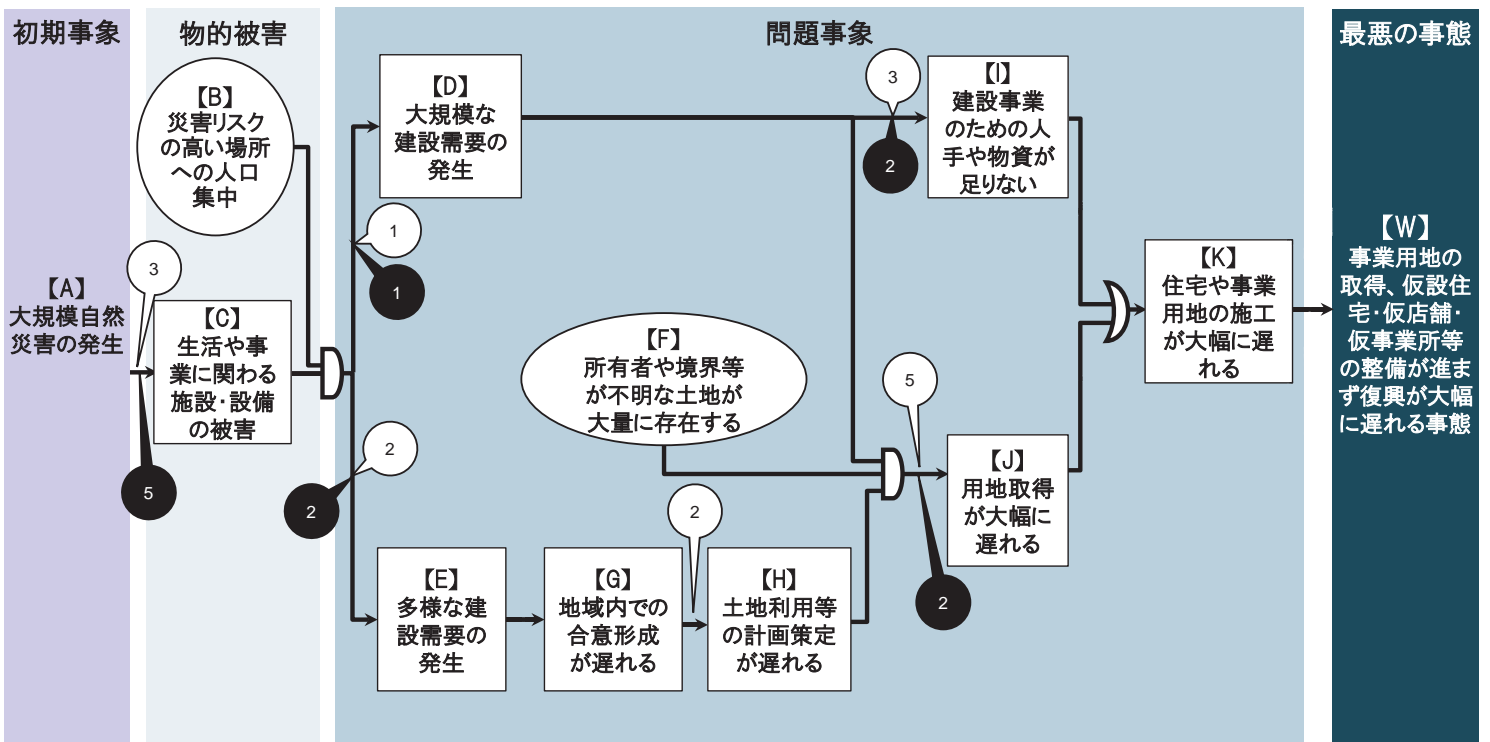 初期事象
物的被害
問題事象
最悪の事態
【A】
大規模自然
災害の発生
【B】
災害リスク
の高い場所
への人口
集中
3
5
【C】
生活や事
業に関わる
施設・設備
の被害
【D】
大規模な
建設需要の
発生
1
1
2
2
【E】
多様な建
設需要の
発生
【F】
所有者や境界等
が不明な土地が
大量に存在する
【G】
地域内での
合意形成
が遅れる
2
【H】
土地利用等
の計画策定
が遅れる
3
2
【I】
建設事業
のための人
手や物資が
足りない
5
2
【J】
用地取得
が大幅に
遅れる
【K】
住宅や事業
用地の施工
が大幅に遅
れる
【W】
事業用地の
取得、仮設住
宅・仮店舗・
仮事業所等
の整備が進ま
ず復興が大幅
に遅れる事態